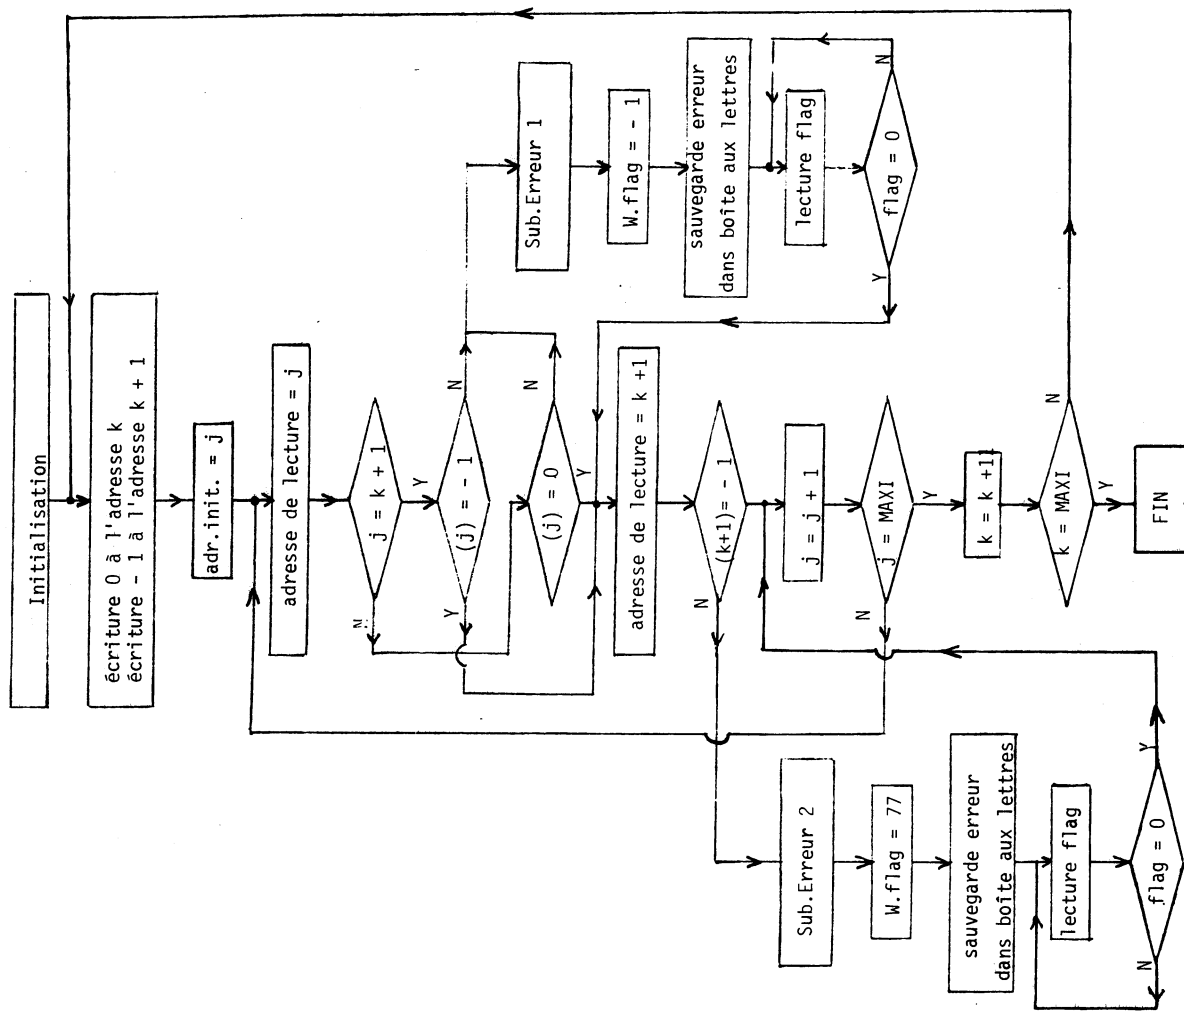 Initialisation
écriture 0 à l'adresse k
écriture - 1 à l'adresse k + 1
adr.init. = j
adresse de lecture = j
j = k + 1
N
Y
(j) = - 1
N
Y
(j) = 0
N
Y
Sub.Erreur 1
W.flag = - 1
sauvegarde erreur
dans boîte aux lettres
lecture flag
flag = 0
N
Y
adresse de lecture = k +1
(k+1)= - 1
N
j = j + 1
j = MAXI
N
Y
k = k +1
k = MAXI
N
Y
FIN
Sub.Erreur 2
W.flag = 77
sauvegarde erreur
dans boîte aux lettres
lecture flag
flag = 0
N
Y